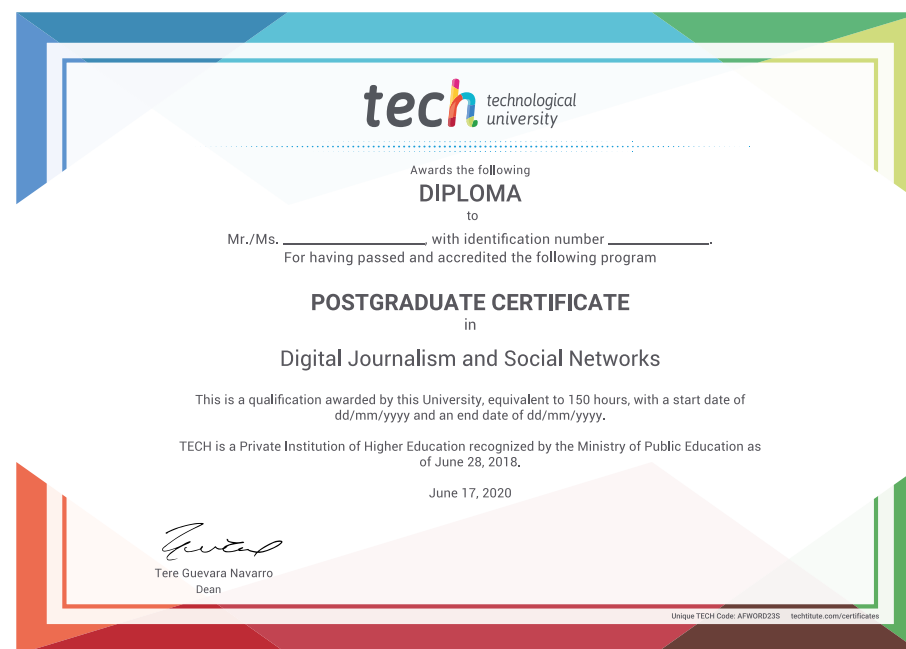 tech technological
university
Awards the following
DIPLOMA
to
Mr./Ms. ____________________, with identification number ______________.
For having passed and accredited the following program
POSTGRADUATE CERTIFICATE
in
Digital Journalism and Social Networks
This is a qualification awarded by this University, equivalent to 150 hours, with a start date of
dd/mm/yyyy and an end date of dd/mm/yyyy.
TECH is a Private Institution of Higher Education recognized by the Ministry of Public Education as
of June 28, 2018.
June 17, 2020
Tere Guevara Navarro
Dean
Unique TECH Code: AFWORD23S techtitute.com/certificates